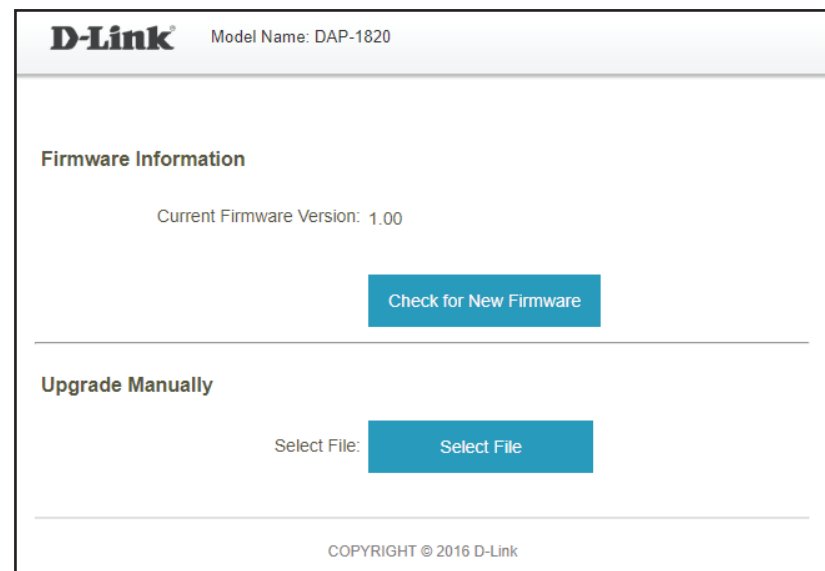 D-Link® Model Name: DAP-1820
Firmware Information
Current Firmware Version: 1.00
Check for New Firmware
Upgrade Manually
Select File: Select File
COPYRIGHT © 2016 D-Link